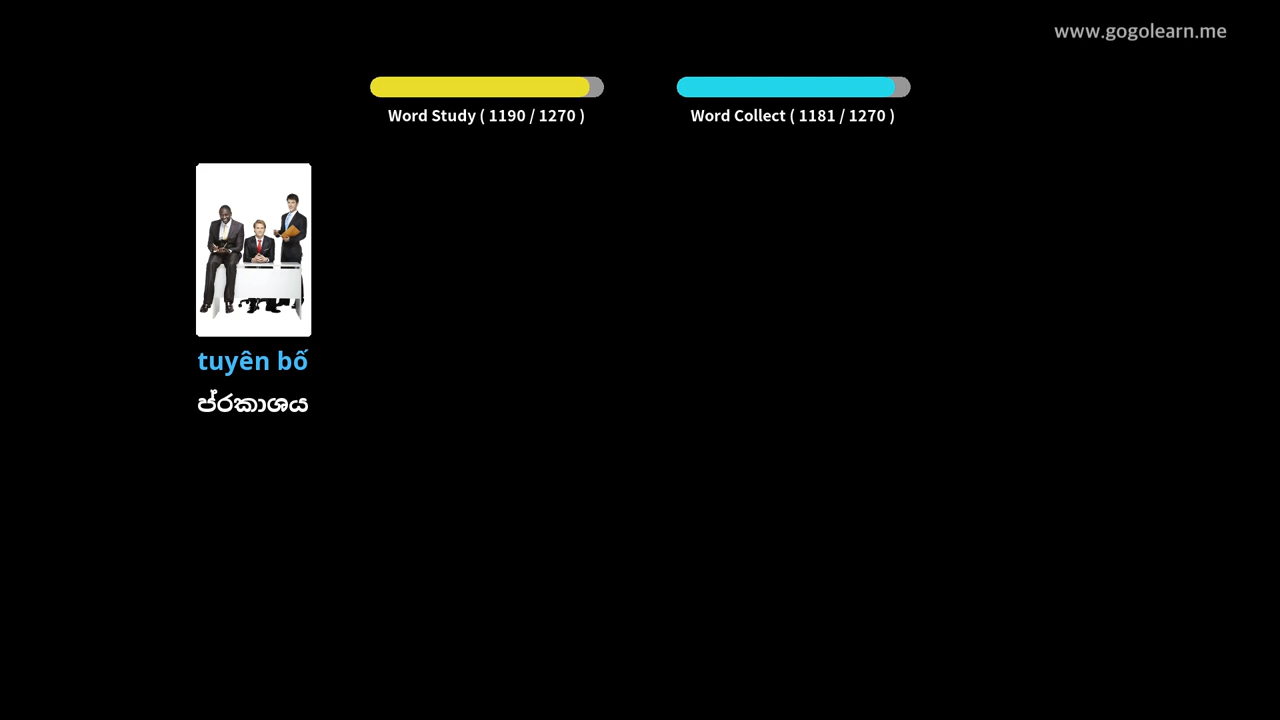 www.gogolearn.me
Word Study ( 1190 / 1270 )
Word Collect ( 1181 / 1270 )
tuyên bố
ප්රකාශය